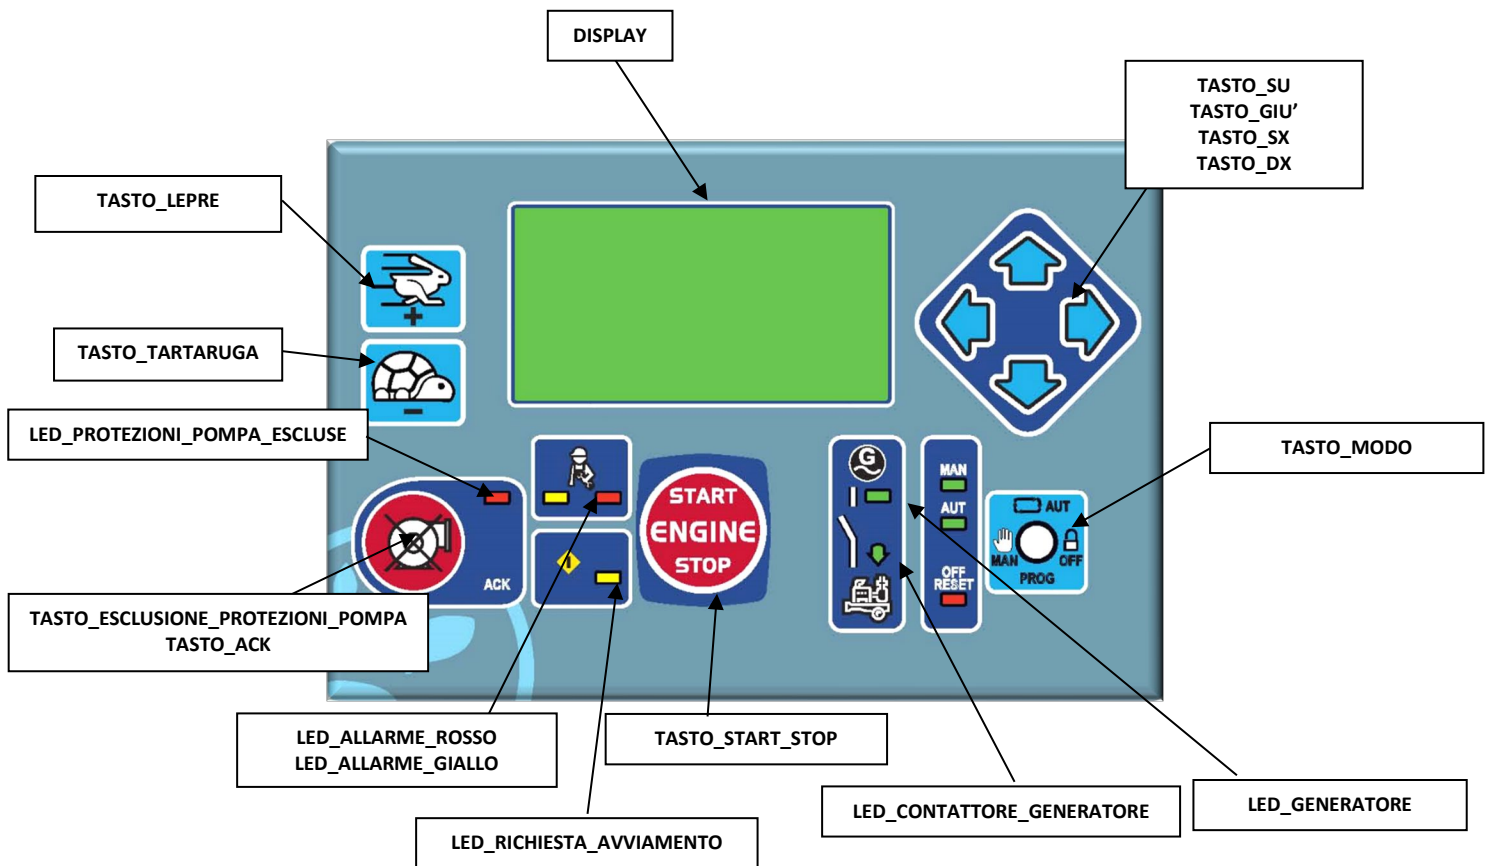 DISPLAY
TASTO_SU
TASTO_GIU’
TASTO_SX
TASTO_DX
TASTO_LEPRE
+
TASTO_TARTARUGA
-
LED_PROTEZIONI_POMPA_ESCLUSE
TASTO_MODO
G
MAN
AUT
OFF
RESET
START
ENGINE
STOP
AUT
MAN
OFF
PROG
I
ACK
TASTO_ESCLUSIONE_PROTEZIONI_POMPA
TASTO_ACK
LED_ALLARME_ROSSO
LED_ALLARME_GIALLO
TASTO_START_STOP
LED_CONTATTORE_GENERATORE
LED_GENERATORE
LED_RICHIESTA_AVVIAMENTO